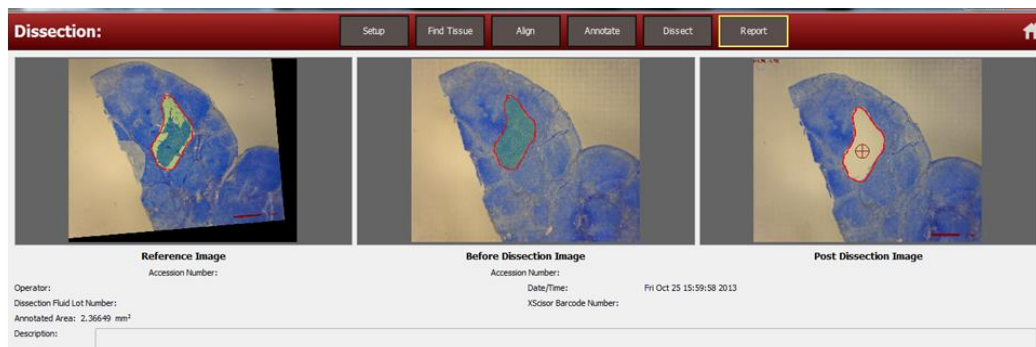 Dissection:
Setup
Find Tissue
Align
Annotate
Dissect
Report
Reference Image
Before Dissection Image
Post Dissection Image
Accession Number:
Accession Number:
Operator:
Date/Time: Fri Oct 25 15:59:58 2013
Dissection Fluid Lot Number:
XScisor Barcode Number:
Annotated Area: 2.36649 mm²
Description: